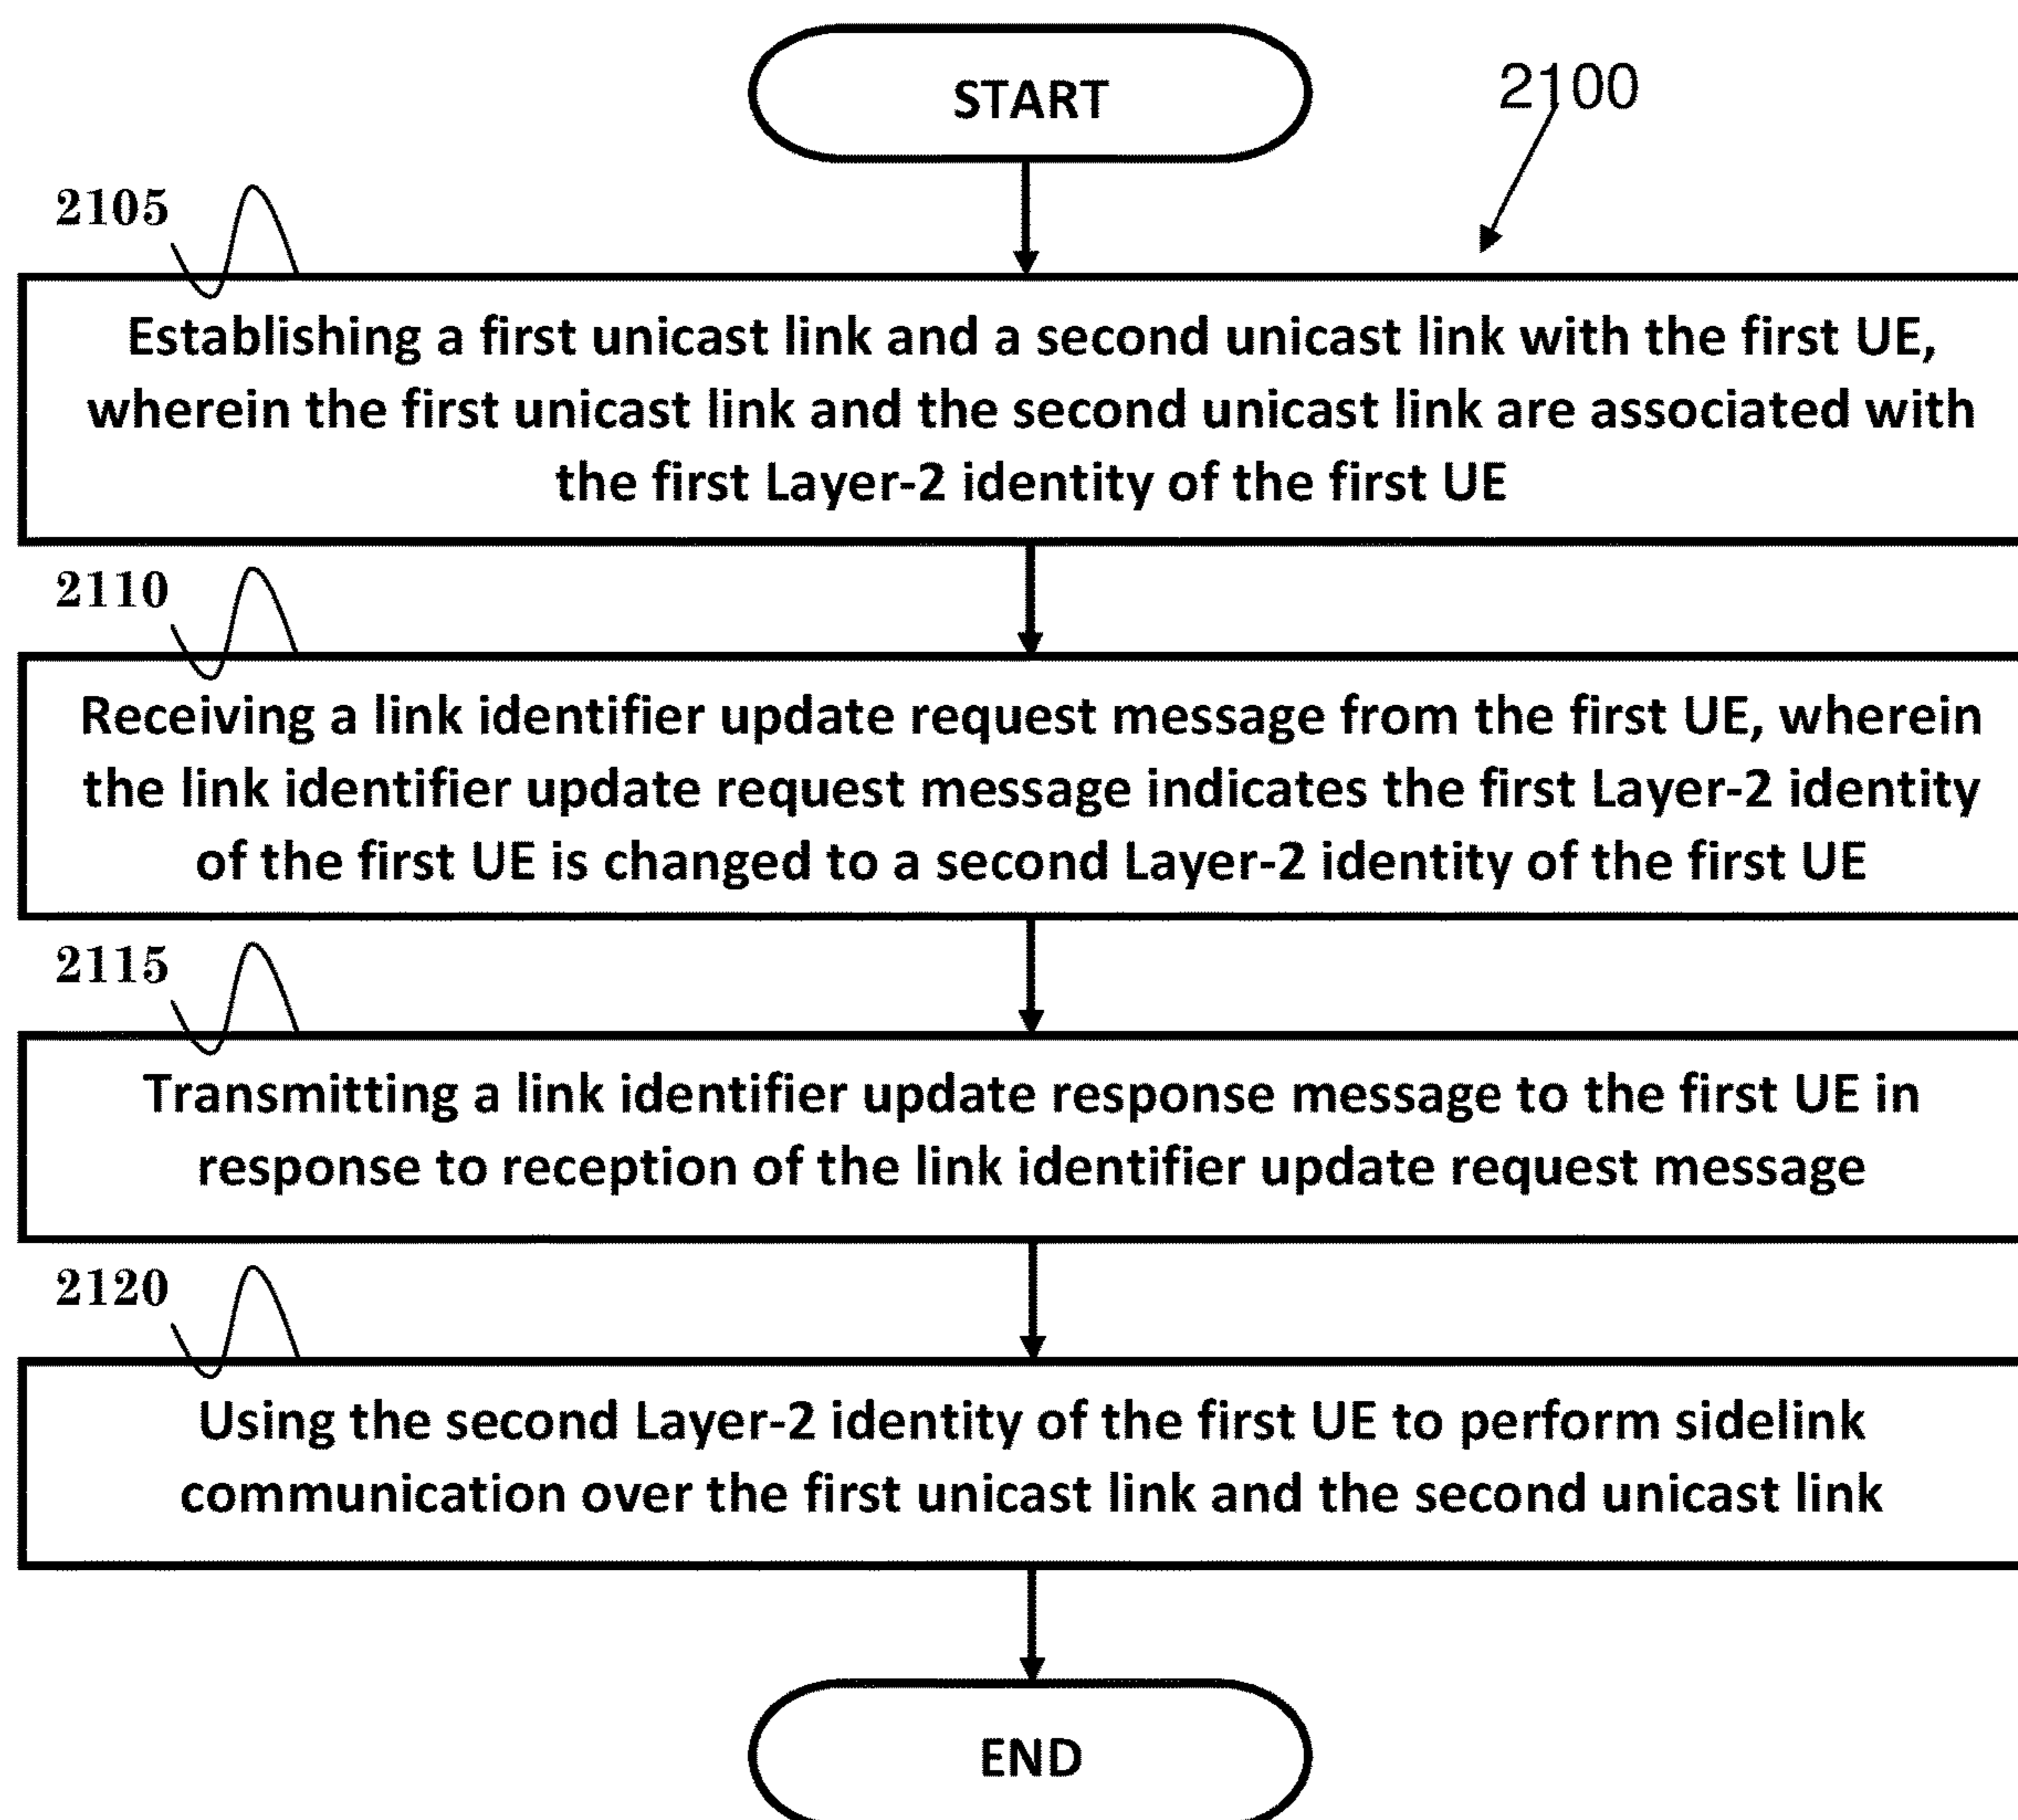 START
2100
2105
Establishing a first unicast link and a second unicast link with the first UE,
wherein the first unicast link and the second unicast link are associated with
the first Layer-2 identity of the first UE
2110
Receiving a link identifier update request message from the first UE, wherein
the link identifier update request message indicates the first Layer-2 identity
of the first UE is changed to a second Layer-2 identity of the first UE
2115
Transmitting a link identifier update response message to the first UE in
response to reception of the link identifier update request message
2120
Using the second Layer-2 identity of the first UE to perform sidelink
communication over the first unicast link and the second unicast link
END